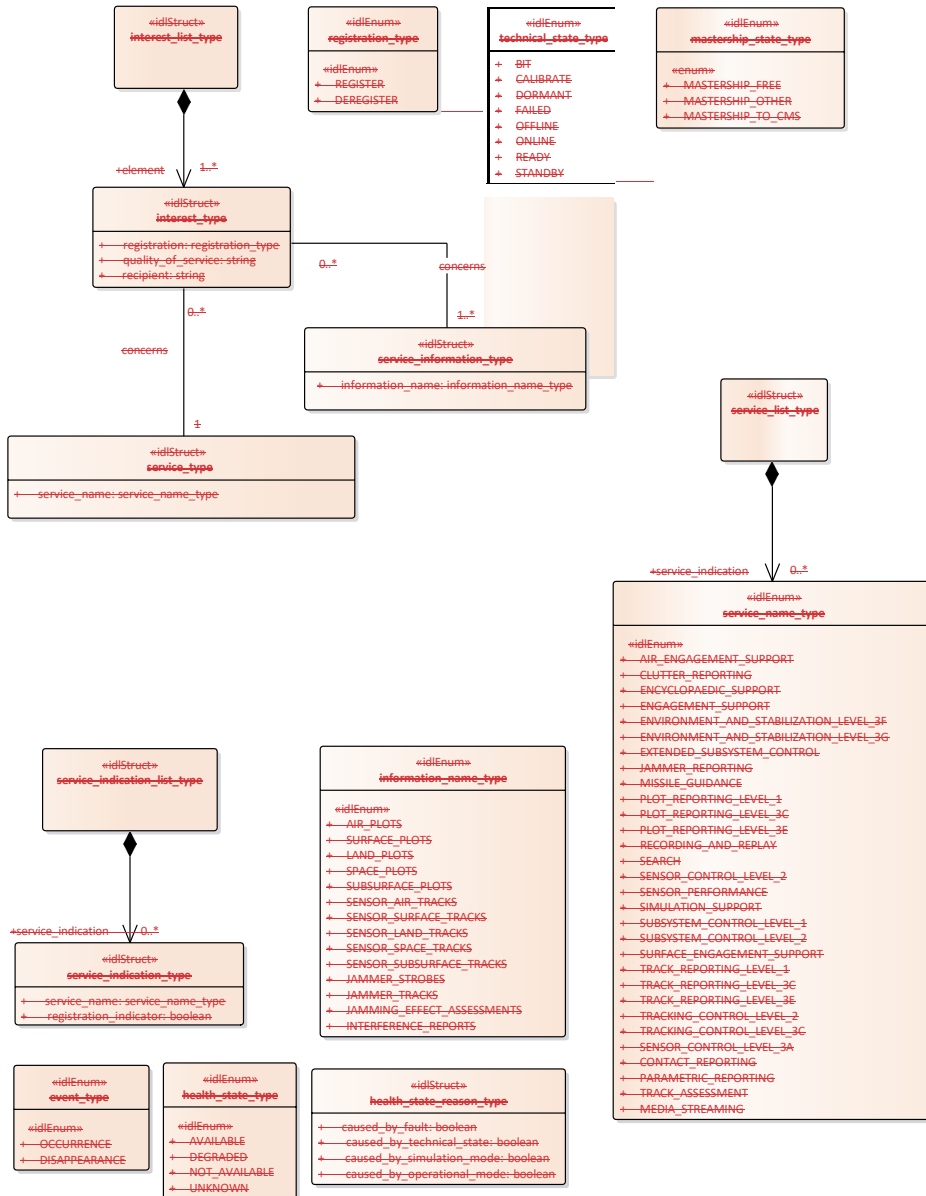 «idlStruct»
interest_list_type
«idlEnum»
registration_type
«idlEnum»
+ REGISTER
+ DEREGISTER
«idlEnum»
technical_state_type
+ BIT
+ CALIBRATE
+ DORMANT
+ FAILED
+ OFFLINE
+ ONLINE
+ READY
+ STANDBY
«idlEnum»
mastership_state_type
«enum»
+ MASTERSHIP_FREE
+ MASTERSHIP_OTHER
+ MASTERSHIP_TO_CMS
+element
1..*
«idlStruct»
interest_type
+ registration: registration_type
+ quality_of_service: string
+ recipient: string
0..*
concerns
1..*
0..*
concerns
1
«idlStruct»
service_information_type
+ information_name: information_name_type
«idlStruct»
service_type
+ service_name: service_name_type
«idlStruct»
service_list_type
+service_indication
0..*
«idlEnum»
service_name_type
«idlEnum»
+ AIR_ENGAGEMENT_SUPPORT
+ CLUTTER_REPORTING
+ ENCYCLOPAEDIC_SUPPORT
+ ENGAGEMENT_SUPPORT
+ ENVIRONMENT_AND_STABILIZATION_LEVEL_3F
+ ENVIRONMENT_AND_STABILIZATION_LEVEL_3G
+ EXTENDED_SUBSYSTEM_CONTROL
+ JAMMER_REPORTING
+ MISSILE_GUIDANCE
+ PLOT_REPORTING_LEVEL_1
+ PLOT_REPORTING_LEVEL_3C
+ PLOT_REPORTING_LEVEL_3E
+ RECORDING_AND_REPLAY
+ SEARCH
+ SENSOR_CONTROL_LEVEL_2
+ SENSOR_PERFORMANCE
+ SIMULATION_SUPPORT
+ SUBSYSTEM_CONTROL_LEVEL_1
+ SUBSYSTEM_CONTROL_LEVEL_2
+ SURFACE_ENGAGEMENT_SUPPORT
+ TRACK_REPORTING_LEVEL_1
+ TRACK_REPORTING_LEVEL_3C
+ TRACK_REPORTING_LEVEL_3E
+ TRACKING_CONTROL_LEVEL_2
+ TRACKING_CONTROL_LEVEL_3C
+ SENSOR_CONTROL_LEVEL_3A
+ CONTACT_REPORTING
+ PARAMETRIC_REPORTING
+ TRACK_ASSESSMENT
+ MEDIA_STREAMING
«idlStruct»
service_indication_list_type
+service_indication
0..*
«idlStruct»
service_indication_type
+ service_name: service_name_type
+ registration_indicator: boolean
«idlEnum»
information_name_type
«idlEnum»
+ AIR_PLOTS
+ SURFACE_PLOTS
+ LAND_PLOTS
+ SPACE_PLOTS
+ SUBSURFACE_PLOTS
+ SENSOR_AIR_TRACKS
+ SENSOR_SURFACE_TRACKS
+ SENSOR_LAND_TRACKS
+ SENSOR_SPACE_TRACKS
+ SENSOR_SUBSURFACE_TRACKS
+ JAMMER_STROBES
+ JAMMER_TRACKS
+ JAMMING_EFFECT_ASSESSMENTS
+ INTERFERENCE_REPORTS
«idlEnum»
event_type
«idlEnum»
+ OCCURRENCE
+ DISAPPEARANCE
«idlEnum»
health_state_type
«idlEnum»
+ AVAILABLE
+ DEGRADED
+ NOT_AVAILABLE
+ UNKNOWN
«idlStruct»
health_state_reason_type
+ caused_by_fault: boolean
+ caused_by_technical_state: boolean
+ caused_by_simulation_mode: boolean
+ caused_by_operational_mode: boolean